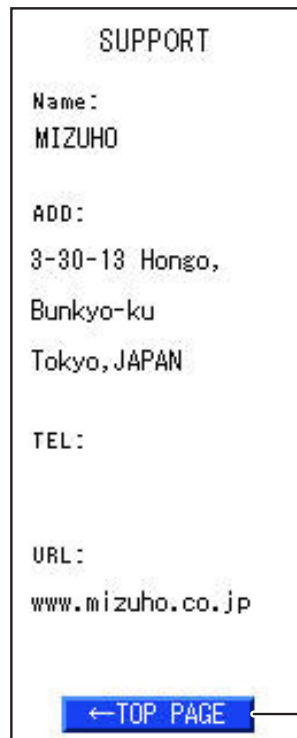 SUPPORT
Name:
MIZUHO
ADD:
3-30-13 Hongo,
Bunkyo-ku
Tokyo,JAPAN
TEL:
URL:
www.mizuho.co.jp
←TOP PAGE